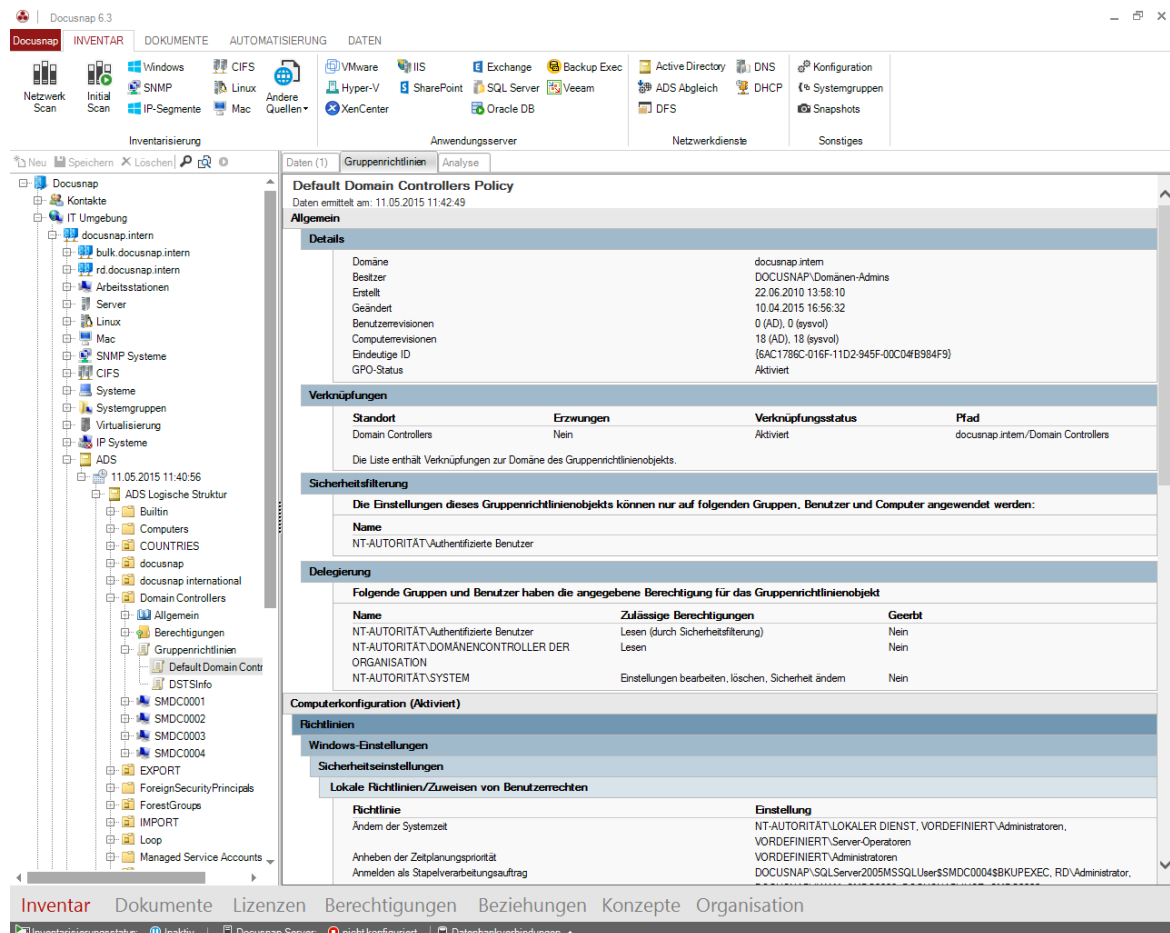 Docusnap 6.3
Docusnap INVENTAR DOKUMENTE AUTOMATISIERUNG DATEN
Netzwerk Scan
Initial Scan
Windows
SNMP
IP-Segmente
CIFS
Linux
Mac
Andere Quellen
Inventarisierung
VMware
Hyper-V
XenCenter
IIS
SharePoint
Exchange
SQL Server
Oracle DB
Backup Exec
Veeam
Anwendungsserver
Active Directory
ADS Abgleich
DFS
DNS
DHCP
Netzwerkdienste
Konfiguration
Systemgruppen
Snapshots
Sonstiges
Neu Speichern Löschen
Docusnap
Kontakte
IT Umgebung
docusnap.intern
bulk.docusnap.intern
rd.docusnap.intern
Arbeitsstationen
Server
Linux
Mac
SNMP Systeme
CIFS
Systeme
Systemgruppen
Virtualisierung
IP Systeme
ADS
11.05.2015 11:40:56
ADS Logische Struktur
Builtin
Computers
COUNTRIES
docusnap
docusnap international
Domain Controllers
Allgemein
Berechtigungen
Gruppenrichtlinien
Default Domain Contr
DSTSInfo
SMDC0001
SMDC0002
SMDC0003
SMDC0004
EXPORT
ForeignSecurityPrincipals
ForestGroups
IMPORT
Loop
Managed Service Accounts
Daten (1) Gruppenrichtlinien Analyse
Default Domain Controllers Policy
Daten ermittelt am: 11.05.2015 11:42:49
Allgemein
Details
Domäne docusnap.intern
Besitzer DOCUSNAP\Domänen-Admins
Erstellt 22.06.2010 13:58:10
Geändert 10.04.2015 16:56:32
Benutzerrevisionen 0 (AD), 0 (sysvol)
Computerrevisionen 18 (AD), 18 (sysvol)
Eindeutige ID {6AC1786C-016F-11D2-945F-00C04fB984F9}
GPO-Status Aktiviert
Verknüpfungen
Standort Erzwungen Verknüpfungsstatus Pfad
Domain Controllers Nein Aktiviert docusnap.intern/Domain Controllers
Die Liste enthält Verknüpfungen zur Domäne des Gruppenrichtlinienobjekts.
Sicherheitsfilterung
Die Einstellungen dieses Gruppenrichtlinienobjekts können nur auf folgenden Gruppen, Benutzer und Computer angewendet werden:
Name
NT-AUTORITÄT\Authentifizierte Benutzer
Delegierung
Folgende Gruppen und Benutzer haben die angegebene Berechtigung für das Gruppenrichtlinienobjekt
Name Zulässige Berechtigungen Geerbt
NT-AUTORITÄT\Authentifizierte Benutzer Lesen (durch Sicherheitsfilterung) Nein
NT-AUTORITÄT\DOMÄNENCONTROLLER DER ORGANISATION Lesen Nein
NT-AUTORITÄT\SYSTEM Einstellungen bearbeiten, löschen, Sicherheit ändern Nein
Computerkonfiguration (Aktiviert)
Richtlinien
Windows-Einstellungen
Sicherheitseinstellungen
Lokale Richtlinien/Zuweisen von Benutzerrechten
Richtlinie Einstellung
Ändern der Systemzeit NT-AUTORITÄT\LOKALER DIENST, VORDEFINIERT\Administratoren,
VORDEFINIERT\Server-Operatoren
Anheben der Zeitplanungspriorität VORDEFINIERT\Administratoren
Anmelden als Stapelverarbeitungsauftrag DOCUSNAP\SQLServer2005MSSQLUser$SMDC0004$BKUPEXEC, RD\Administrator,
Inventar Dokumente Lizenzen Berechtigungen Beziehungen Konzepte Organisation
Inventarisierungsstatus: Inaktiv Docusnap Server: nicht konfiguriert Datenbankverbindungen